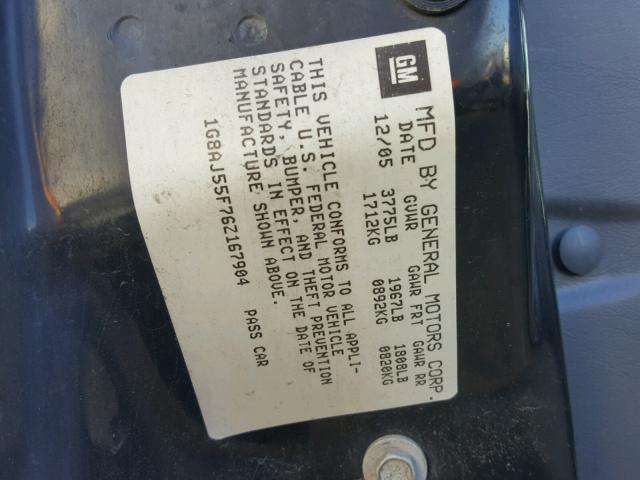 GM
MFD BY GENERAL MOTORS CORP.
DATE GVWR GAWR FRT GAWR RR
12/05 3775LB 1967LB 1808LB
1712KG 0892KG 0820KG
THIS VEHICLE CONFORMS TO ALL APPLI-
CABLE U.S. FEDERAL MOTOR VEHICLE
SAFETY, BUMPER, AND THEFT PREVENTION
STANDARDS IN EFFECT ON THE DATE OF
MANUFACTURE SHOWN ABOVE.
1G8AJ55F76Z167904 PASS CAR